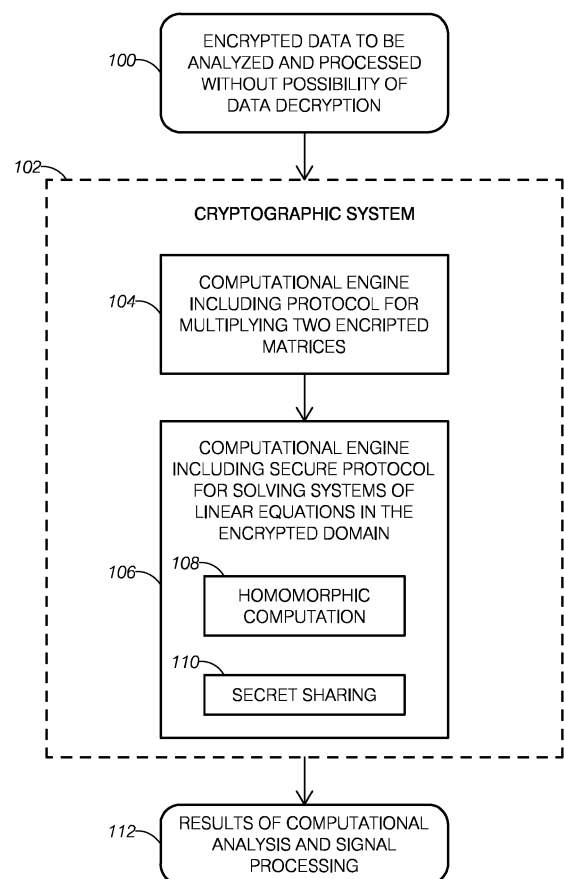 ENCRYPTED DATA TO BE
ANALYZED AND PROCESSED
WITHOUT POSSIBILITY OF
DATA DECRYPTION
100
102
CRYPTOGRAPHIC SYSTEM
COMPUTATIONAL ENGINE
INCLUDING PROTOCOL FOR
MULTIPLYING TWO ENCRIPTED
MATRICES
104
COMPUTATIONAL ENGINE
INCLUDING SECURE PROTOCOL
FOR SOLVING SYSTEMS OF
LINEAR EQUATIONS IN THE
ENCRYPTED DOMAIN
106
108
HOMOMORPHIC
COMPUTATION
110
SECRET SHARING
112
RESULTS OF COMPUTATIONAL
ANALYSIS AND SIGNAL
PROCESSING